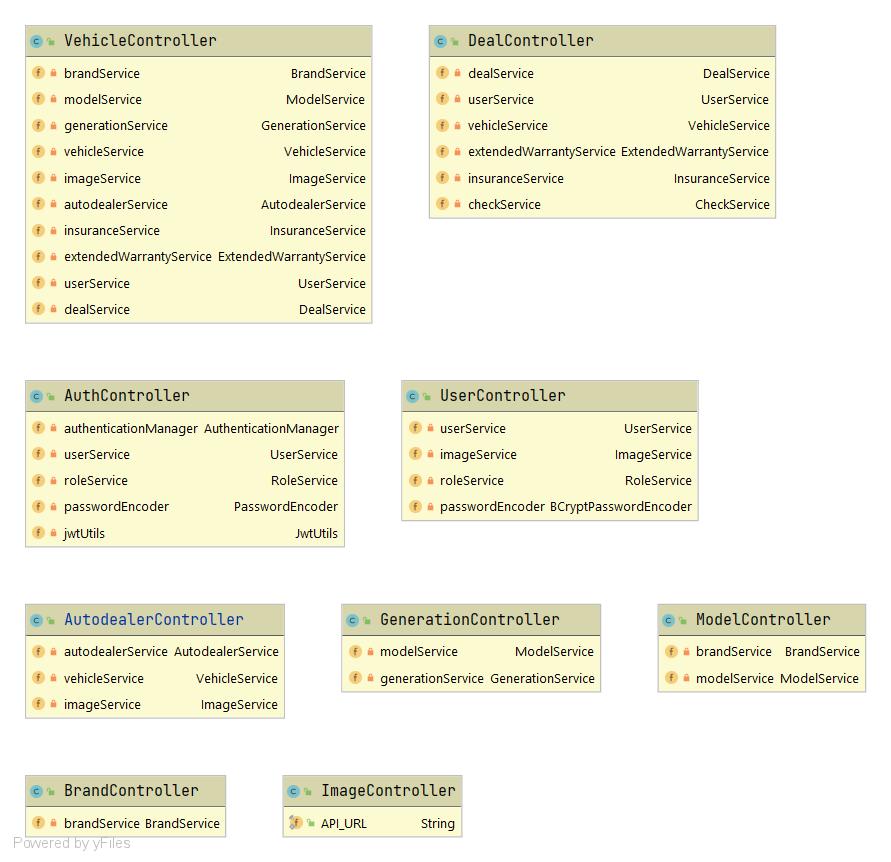 VehicleController
brandService BrandService
modelService ModelService
generationService GenerationService
vehicleService VehicleService
imageService ImageService
autodealerService AutodealerService
insuranceService InsuranceService
extendedWarrantyService ExtendedWarrantyService
userService UserService
dealService DealService
DealController
dealService DealService
userService UserService
vehicleService VehicleService
extendedWarrantyService ExtendedWarrantyService
insuranceService InsuranceService
checkService CheckService
AuthController
authenticationManager AuthenticationManager
userService UserService
roleService RoleService
passwordEncoder PasswordEncoder
jwtUtils JwtUtils
UserController
userService UserService
imageService ImageService
roleService RoleService
passwordEncoder BCryptPasswordEncoder
AutodealerController
autodealerService AutodealerService
vehicleService VehicleService
imageService ImageService
GenerationController
modelService ModelService
generationService GenerationService
ModelController
brandService BrandService
modelService ModelService
BrandController
brandService BrandService
ImageController
API_URL String
Powered by yFiles